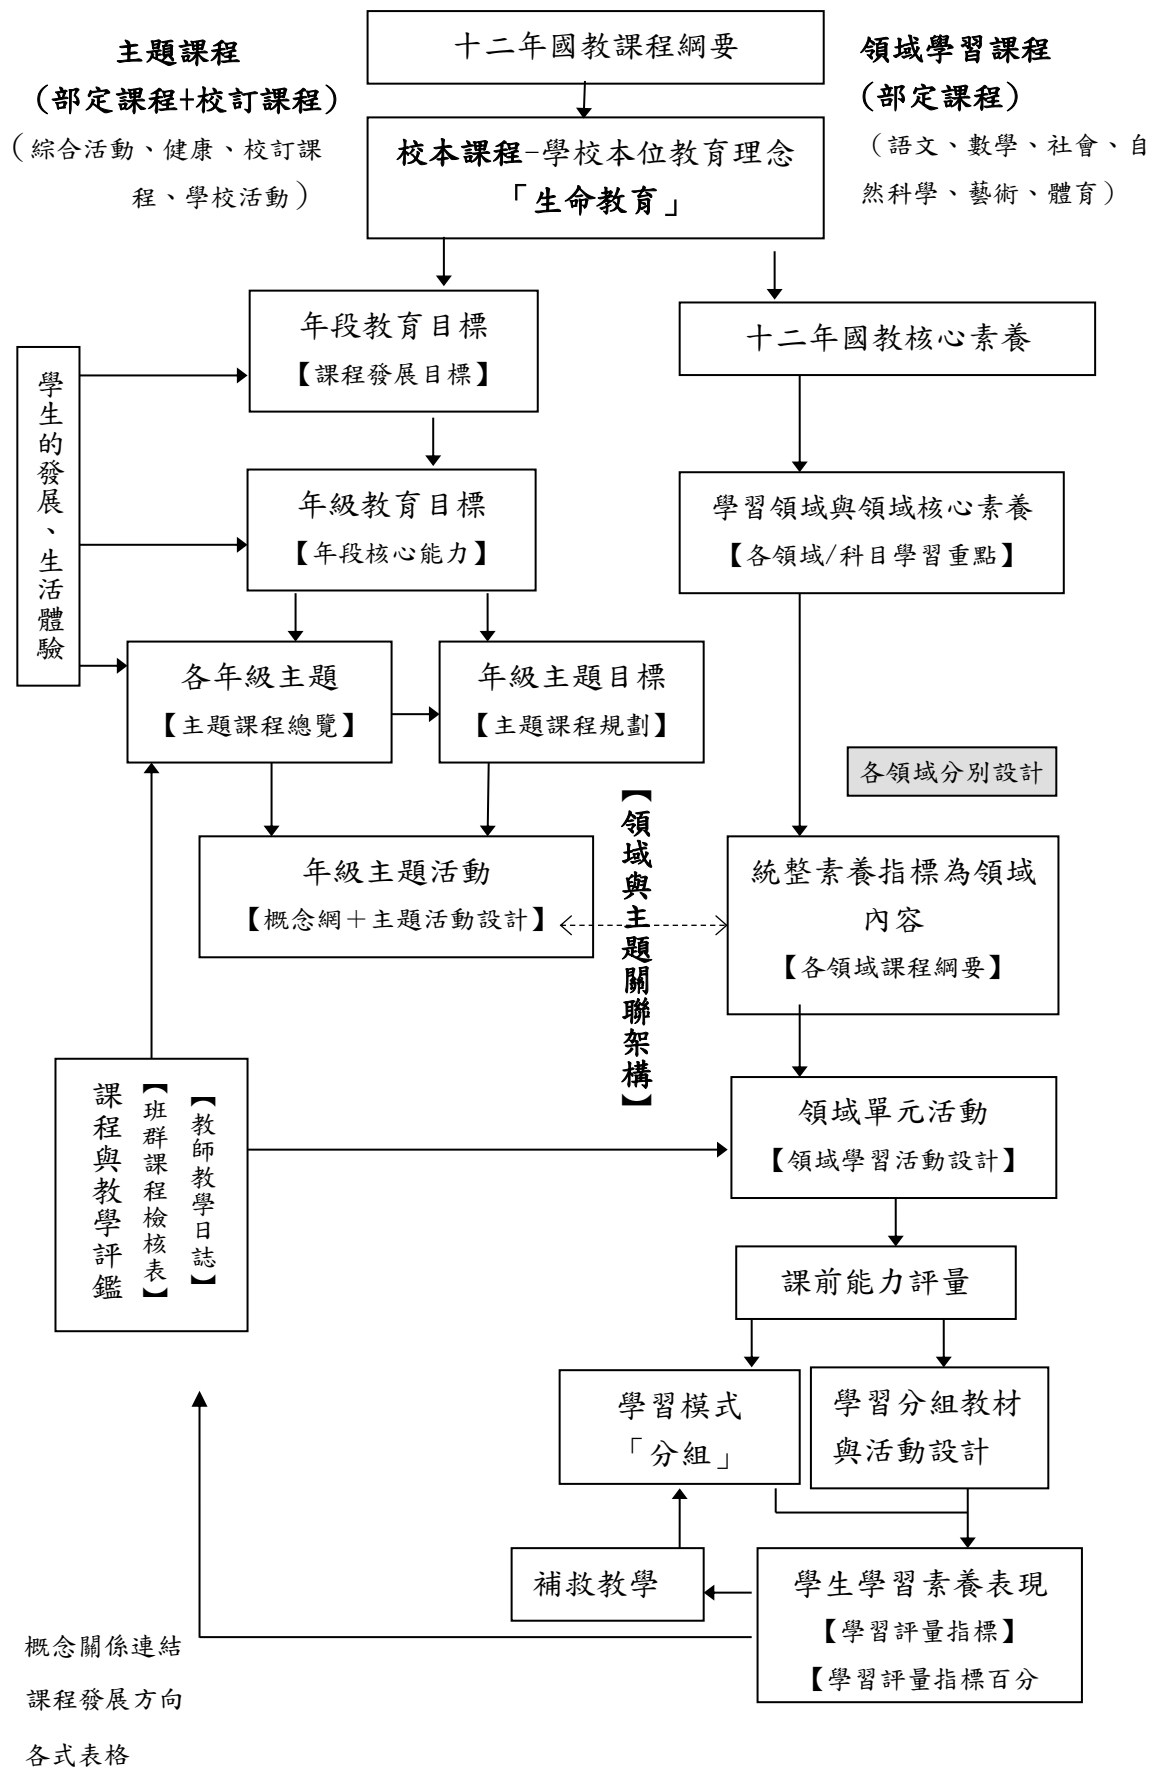 主題課程
（部定課程+校訂課程）
（綜合活動、健康、校訂課
程、學校活動）
十二年國教課程綱要
領域學習課程
（部定課程）
（語文、數學、社會、自
然科學、藝術、體育）
校本課程-學校本位教育理念
「生命教育」
年段教育目標
【課程發展目標】
十二年國教核心素養
學生的發展、生活體驗
年級教育目標
【年段核心能力】
學習領域與領域核心素養
【各領域/科目學習重點】
各年級主題
【主題課程總覽】
年級主題目標
【主題課程規劃】
各領域分別設計
年級主題活動
【概念網＋主題活動設計】
【領域與主題關聯架構】
統整素養指標為領域
內容
【各領域課程綱要】
課程與教學評鑑
【班群課程檢核表】
【教師教學日誌】
領域單元活動
【領域學習活動設計】
課前能力評量
學習模式
「分組」
學習分組教材
與活動設計
補救教學
學生學習素養表現
【學習評量指標】
【學習評量指標百分
概念關係連結
課程發展方向
各式表格